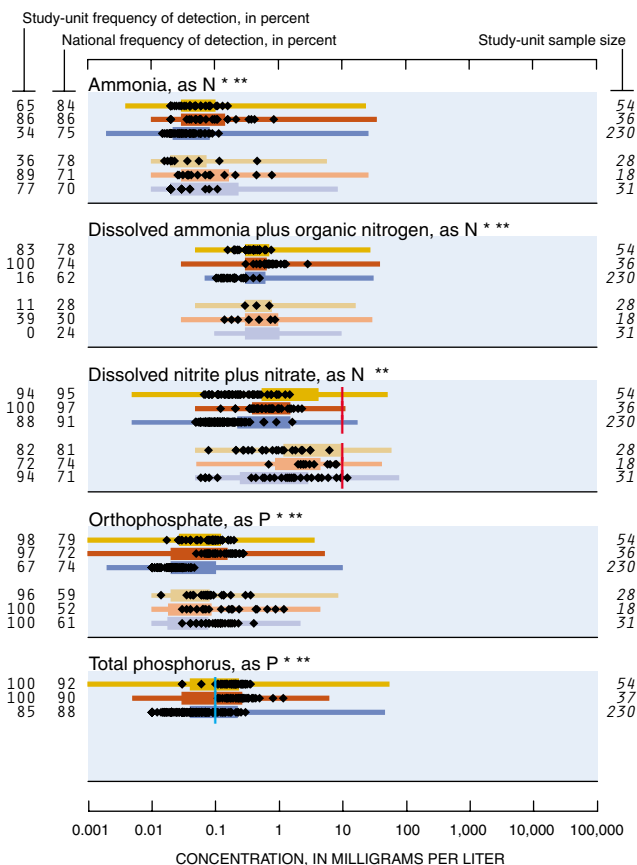 Study-unit frequency of detection, in percent
National frequency of detection, in percent
Study-unit sample size
Ammonia, as N * **
65 84 54
86 86 36
34 75 230
36 78 28
89 71 18
77 70 31
Dissolved ammonia plus organic nitrogen, as N * **
83 78 54
100 74 36
16 62 230
11 28 28
39 30 18
0 24 31
Dissolved nitrite plus nitrate, as N **
94 95 54
100 97 36
88 91 230
82 81 28
72 74 18
94 71 31
Orthophosphate, as P * **
98 79 54
97 72 36
67 74 230
96 59 28
100 52 18
100 61 31
Total phosphorus, as P * **
100 92 54
100 90 37
85 88 230
0.001 0.01 0.1 1 10 100 1,000 10,000 100,000
CONCENTRATION, IN MILLIGRAMS PER LITER